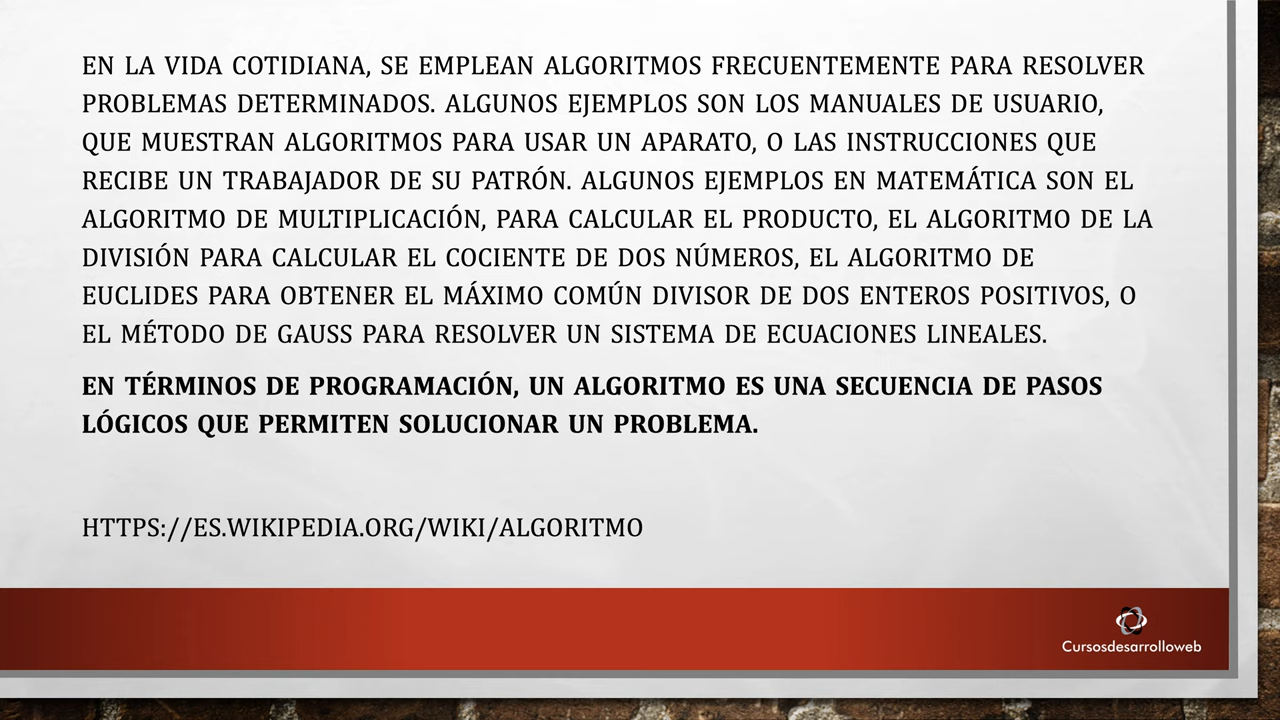 EN LA VIDA COTIDIANA, SE EMPLEAN ALGORITMOS FRECUENTEMENTE PARA RESOLVER
PROBLEMAS DETERMINADOS. ALGUNOS EJEMPLOS SON LOS MANUALES DE USUARIO,
QUE MUESTRAN ALGORITMOS PARA USAR UN APARATO, O LAS INSTRUCCIONES QUE
RECIBE UN TRABAJADOR DE SU PATRÓN. ALGUNOS EJEMPLOS EN MATEMÁTICA SON EL
ALGORITMO DE MULTIPLICACIÓN, PARA CALCULAR EL PRODUCTO, EL ALGORITMO DE LA
DIVISIÓN PARA CALCULAR EL COCIENTE DE DOS NÚMEROS, EL ALGORITMO DE
EUCLIDES PARA OBTENER EL MÁXIMO COMÚN DIVISOR DE DOS ENTEROS POSITIVOS, O
EL MÉTODO DE GAUSS PARA RESOLVER UN SISTEMA DE ECUACIONES LINEALES.
EN TÉRMINOS DE PROGRAMACIÓN, UN ALGORITMO ES UNA SECUENCIA DE PASOS
LÓGICOS QUE PERMITEN SOLUCIONAR UN PROBLEMA.
HTTPS://ES.WIKIPEDIA.ORG/WIKI/ALGORITMO
Cursosdesarrolloweb